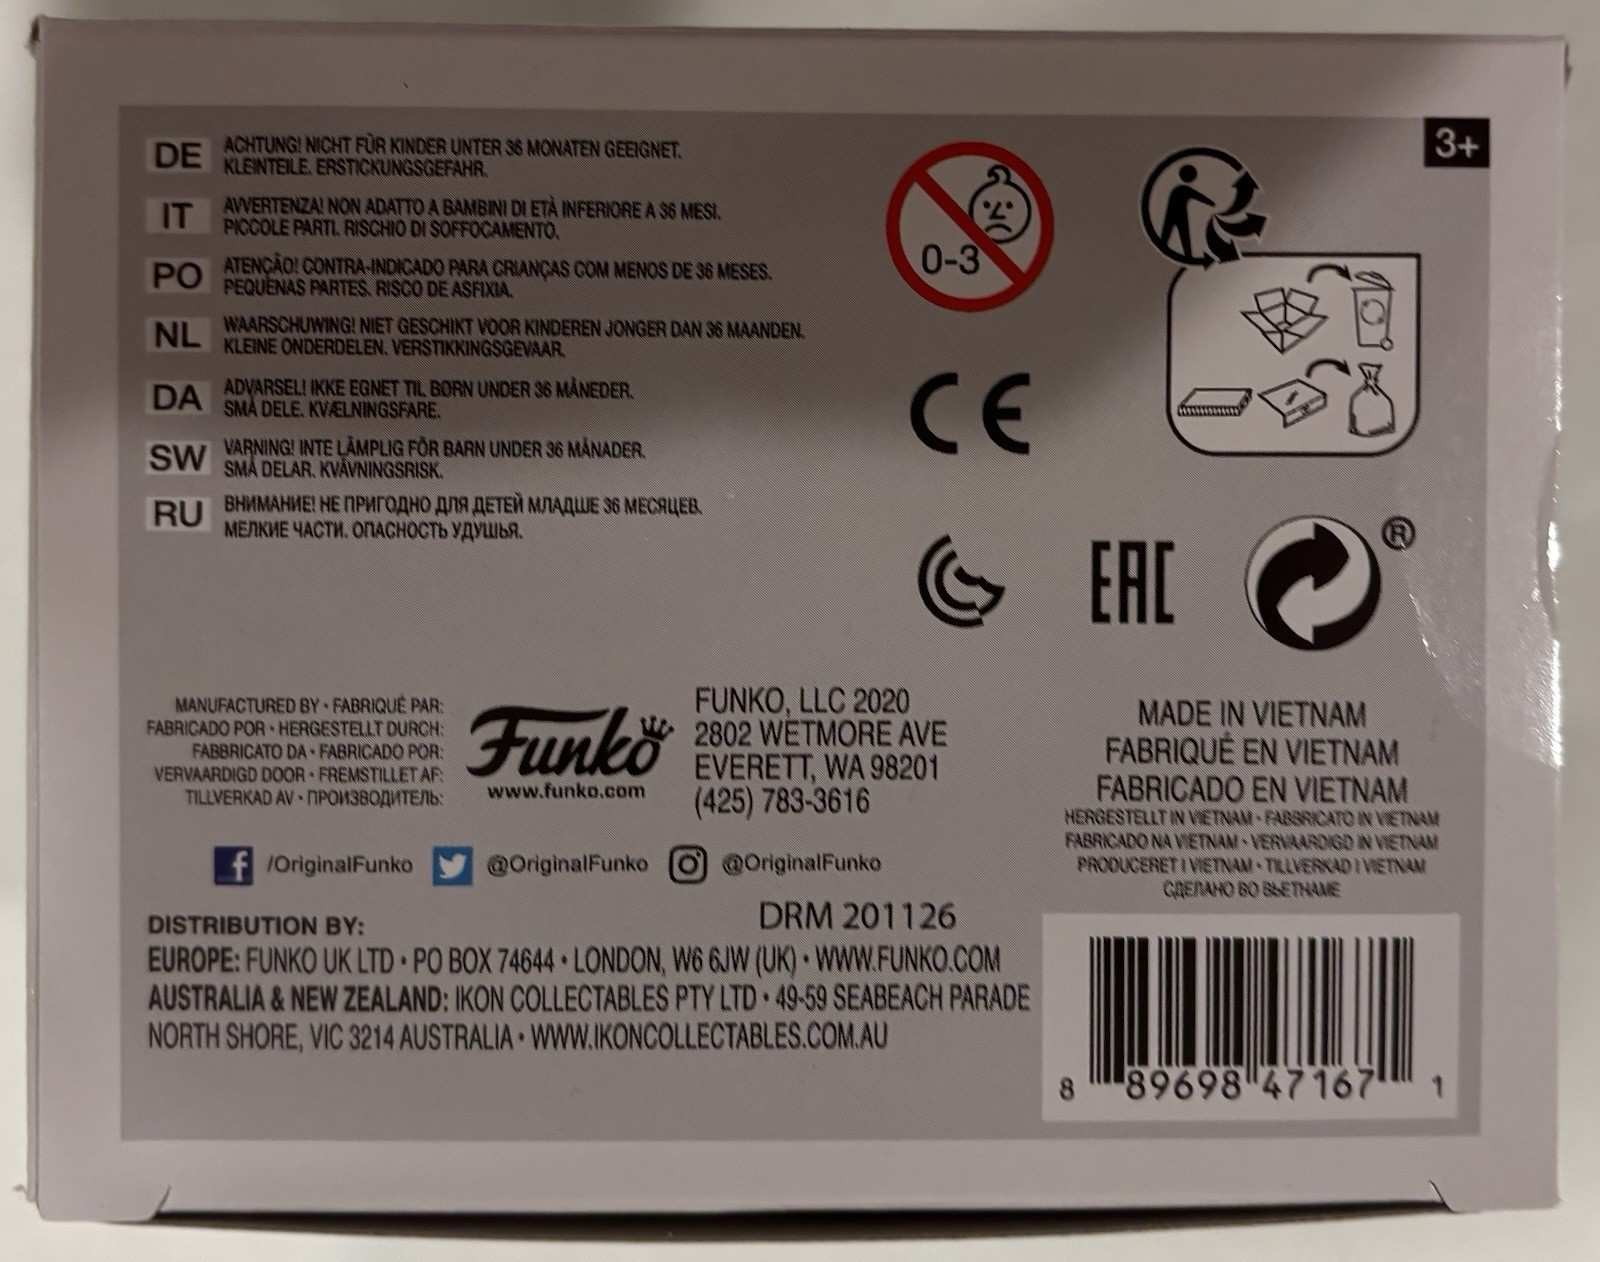 3+
DE ACHTUNG! NICHT FÜR KINDER UNTER 36 MONATEN GEEIGNET.
KLEINTEILE. ERSTICKUNGSGEFAHR.
IT AVVERTENZA! NON ADATTO A BAMBINI DI ETÀ INFERIORE A 36 MESI.
PICCOLE PARTI. RISCHIO DI SOFFOCAMENTO.
PO ATENÇÃO! CONTRA-INDICADO PARA CRIANÇAS COM MENOS DE 36 MESES.
PEQUENAS PARTES. RISCO DE ASFIXIA.
NL WAARSCHUWING! NIET GESCHIKT VOOR KINDEREN JONGER DAN 36 MAANDEN.
KLEINE ONDERDELEN. VERSTIKKINGSGEVAAR.
DA ADVARSEL! IKKE EGNET TIL BØRN UNDER 36 MÅNEDER.
SMÅ DELE. KVÆLNINGSFARE.
SW VARNING! INTE LÄMPLIG FÖR BARN UNDER 36 MÅNADER.
SMÅ DELAR. KVÄVNINGSRISK.
RU ВНИМАНИЕ! НЕ ПРИГОДНО ДЛЯ ДЕТЕЙ МЛАДШЕ 36 МЕСЯЦЕВ.
МЕЛКИЕ ЧАСТИ. ОПАСНОСТЬ УДУШЬЯ.
0-3
CE
EAC
®
MANUFACTURED BY • FABRIQUÉ PAR:
FABRICADO POR • HERGESTELLT DURCH:
FABBRICATO DA • FABRICADO POR:
VERVAARDIGD DOOR • FREMSTILLET AF:
TILLVERKAD AV • ПРОИЗВОДИТЕЛЬ:
Funko
www.funko.com
FUNKO, LLC 2020
2802 WETMORE AVE
EVERETT, WA 98201
(425) 783-3616
MADE IN VIETNAM
FABRIQUÉ EN VIETNAM
FABRICADO EN VIETNAM
HERGESTELLT IN VIETNAM • FABBRICATO IN VIETNAM
FABRICADO NA VIETNAM • VERVAARDIGD IN VIETNAM
PRODUCERET I VIETNAM • TILLVERKAD I VIETNAM
СДЕЛАНО ВО ВЬЕТНАМЕ
/OriginalFunko @OriginalFunko @OriginalFunko
DRM 201126
DISTRIBUTION BY:
EUROPE: FUNKO UK LTD • PO BOX 74644 • LONDON, W6 6JW (UK) • WWW.FUNKO.COM
AUSTRALIA & NEW ZEALAND: IKON COLLECTABLES PTY LTD • 49-59 SEABEACH PARADE
NORTH SHORE, VIC 3214 AUSTRALIA • WWW.IKONCOLLECTABLES.COM.AU
8 89698 47167 1